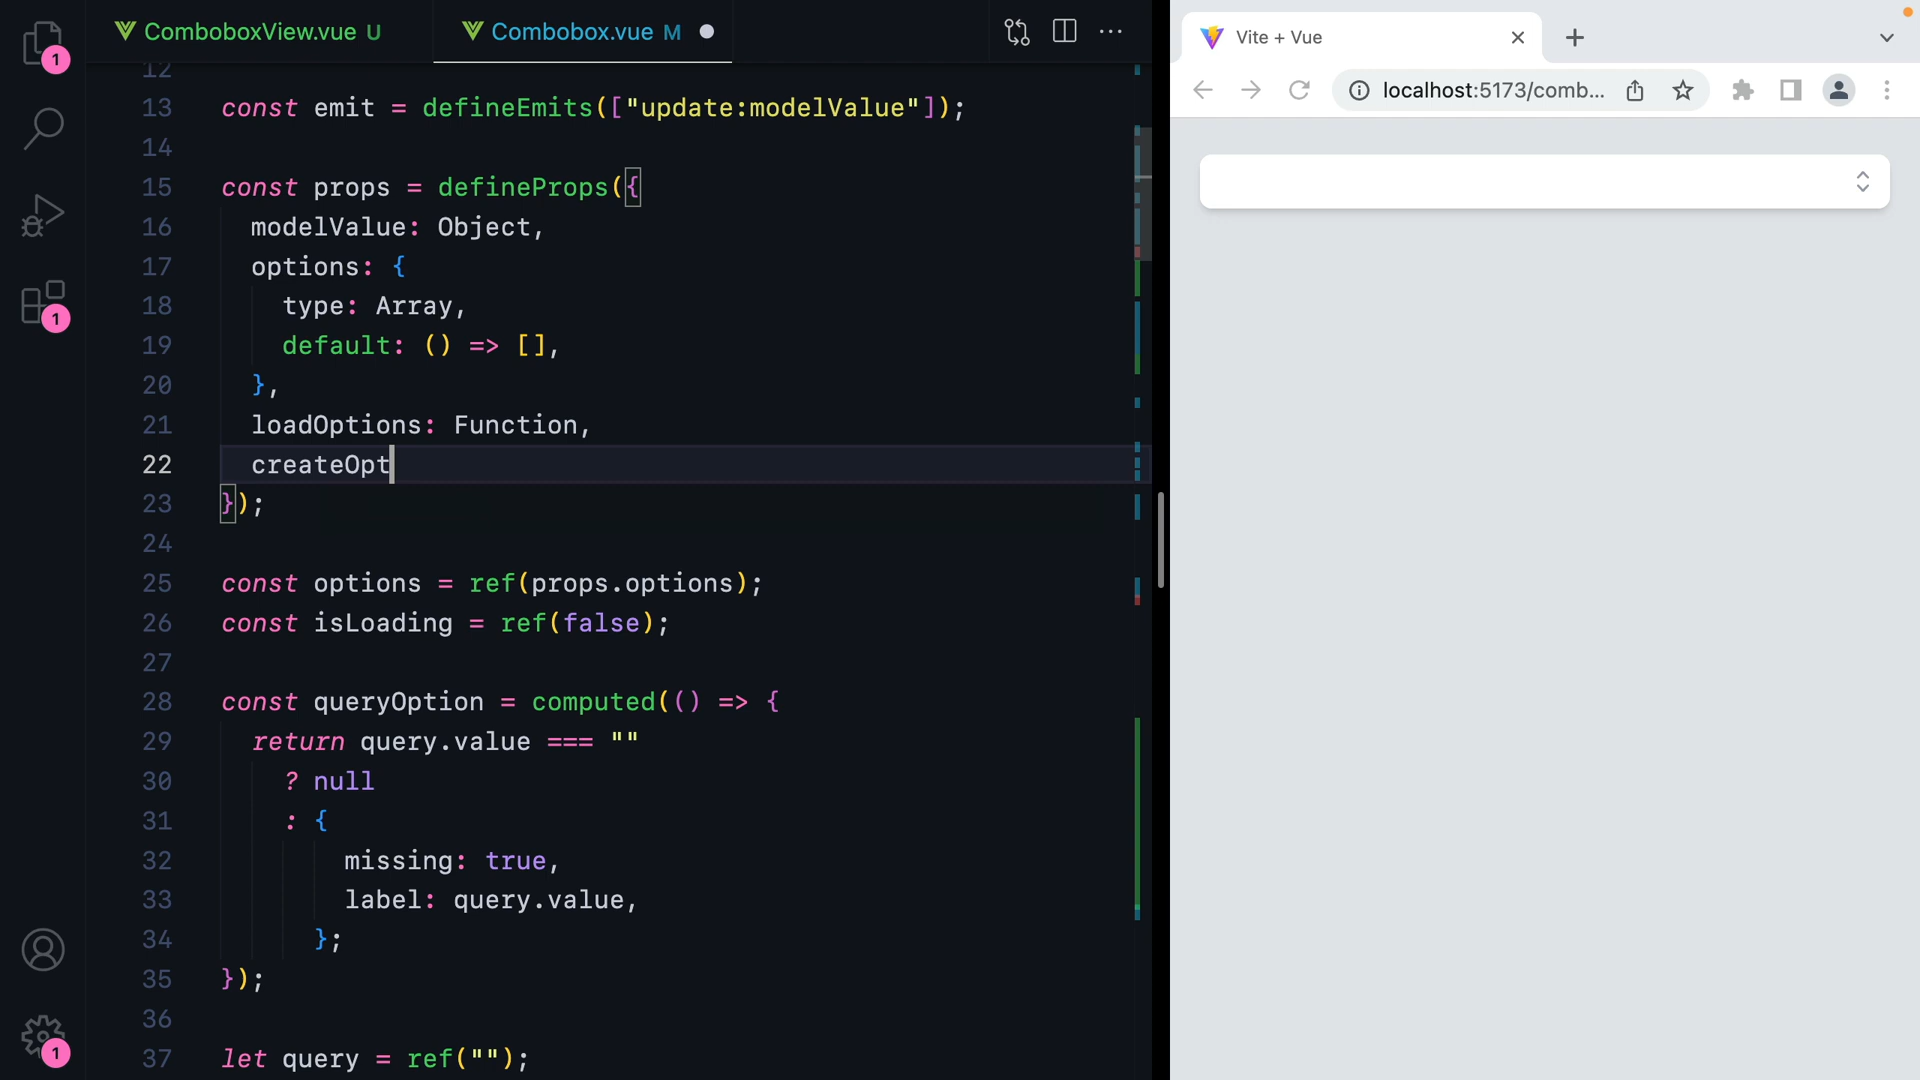 ComboboxView.vue U
Combobox.vue M
12
13 const emit = defineEmits(["update:modelValue"]);
14
15 const props = defineProps({
16 modelValue: Object,
17 options: {
18 type: Array,
19 default: () => [],
20 },
21 loadOptions: Function,
22 createOpt
23 });
24
25 const options = ref(props.options);
26 const isLoading = ref(false);
27
28 const queryOption = computed(() => {
29 return query.value === ""
30 ? null
31 : {
32 missing: true,
33 label: query.value,
34 };
35 });
36
37 let query = ref("");
1
1
1
Vite + Vue
localhost:5173/comb...